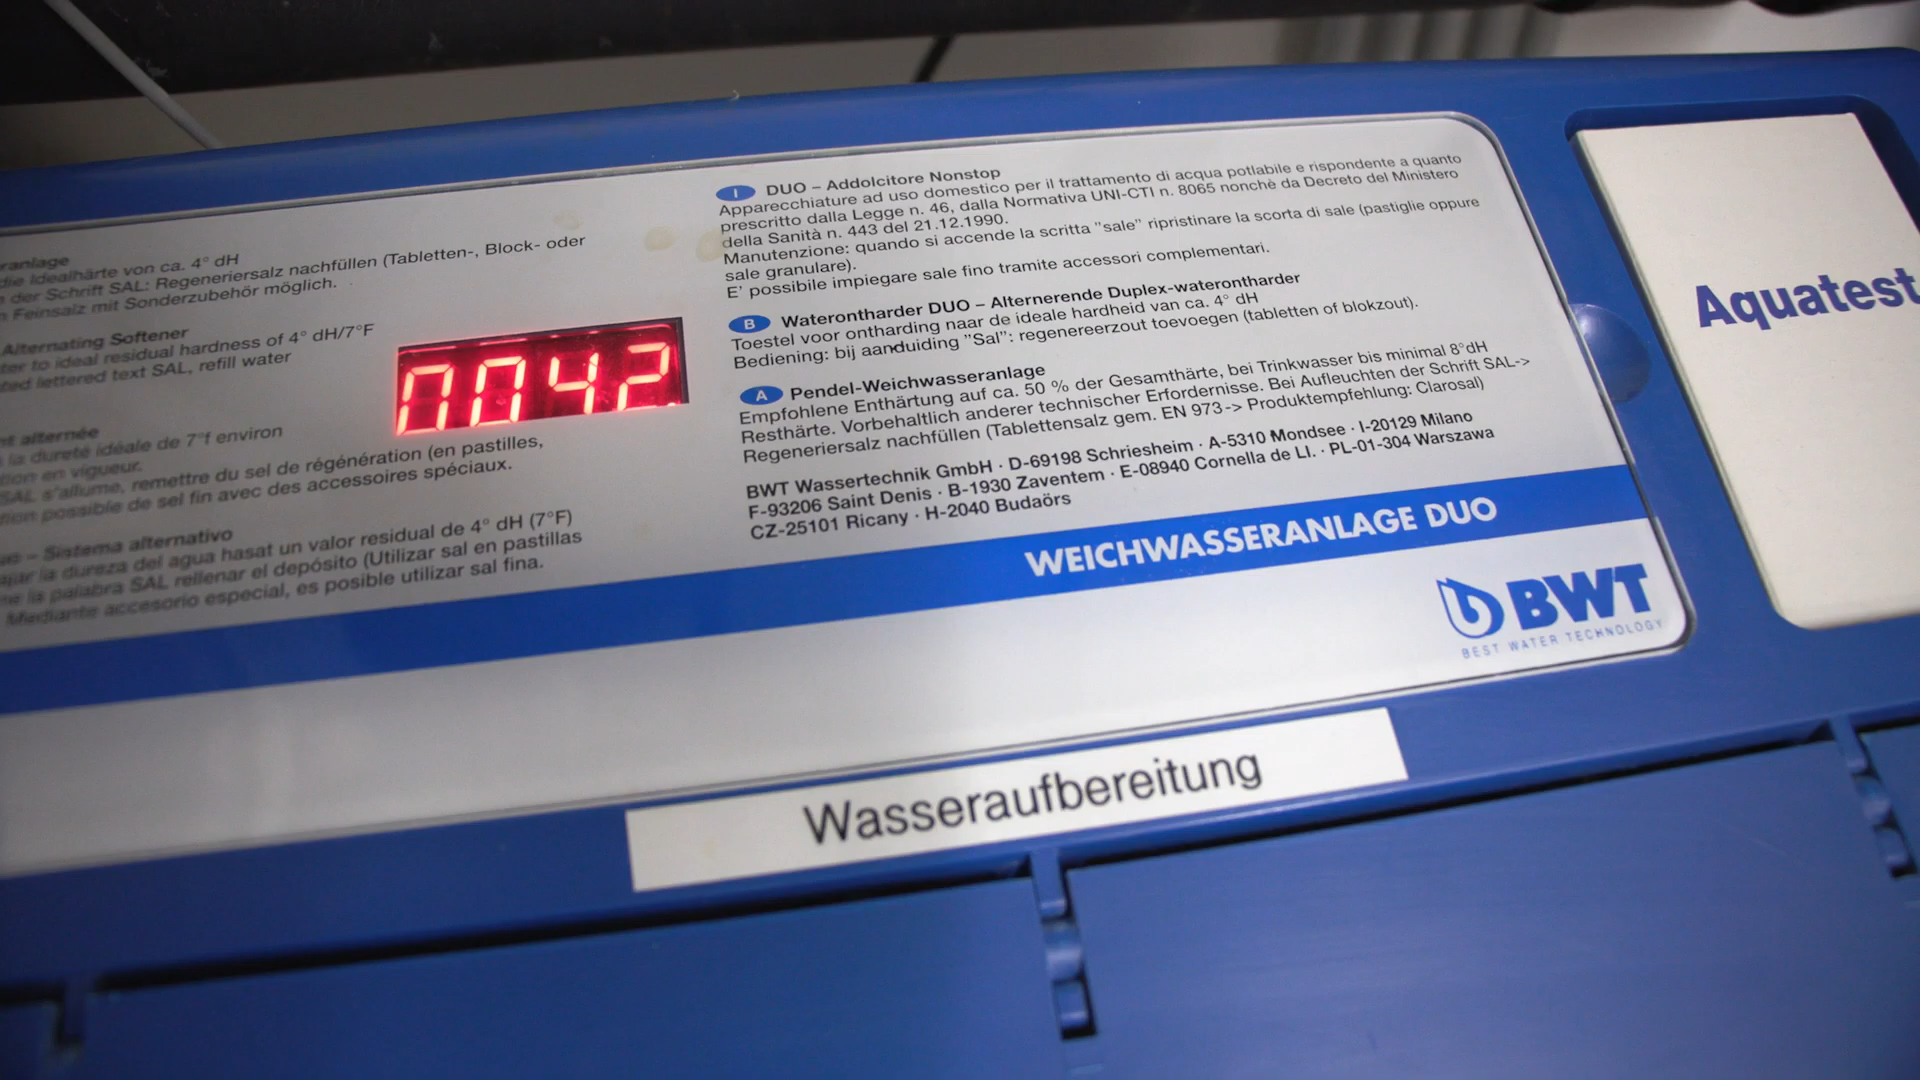 ranlage
die Idealhärte von ca. 4° dH
der Schrift SAL: Regeneriersalz nachfüllen (Tabletten-, Block- oder
Feinsalz mit Sonderzubehör möglich.
Alternating Softener
ter to ideal residual hardness of 4° dH/7°F
ted lettered text SAL, refill water
nt alternée
la dureté idéale de 7°f environ
tion en vigueur.
SAL s'allume, remettre du sel de régénération (en pastilles,
tion possible de sel fin avec des accessoires spéciaux.
– Sistema alternativo
ajar la dureza del agua hasat un valor residual de 4° dH (7°F)
la palabra SAL rellenar el depósito (Utilizar sal en pastillas
Mediante accesorio especial, es posible utilizar sal fina.
0042
I DUO – Addolcitore Nonstop
Apparecchiature ad uso domestico per il trattamento di acqua potlabile e rispondente a quanto
prescritto dalla Legge n. 46, dalla Normativa UNI-CTI n. 8065 nonchè da Decreto del Ministero
della Sanità n. 443 del 21.12.1990.
Manutenzione: quando si accende la scritta "sale" ripristinare la scorta di sale (pastiglie oppure
sale granulare).
E' possibile impiegare sale fino tramite accessori complementari.
B Waterontharder DUO – Alternerende Duplex-waterontharder
Toestel voor ontharding naar de ideale hardheid van ca. 4° dH
Bediening: bij aanduiding "Sal": regenereerzout toevoegen (tabletten of blokzout).
A Pendel-Weichwasseranlage
Empfohlene Enthärtung auf ca. 50 % der Gesamthärte, bei Trinkwasser bis minimal 8°dH
Resthärte. Vorbehaltlich anderer technischer Erfordernisse. Bei Aufleuchten der Schrift SAL->
Regeneriersalz nachfüllen (Tablettensalz gem. EN 973-> Produktempfehlung: Clarosal)
BWT Wassertechnik GmbH · D-69198 Schriesheim · A-5310 Mondsee · I-20129 Milano
F-93206 Saint Denis · B-1930 Zaventem · E-08940 Cornella de LI. · PL-01-304 Warszawa
CZ-25101 Ricany · H-2040 Budaörs
WEICHWASSERANLAGE DUO
BWT
BEST WATER TECHNOLOGY
Aquatest
Wasseraufbereitung